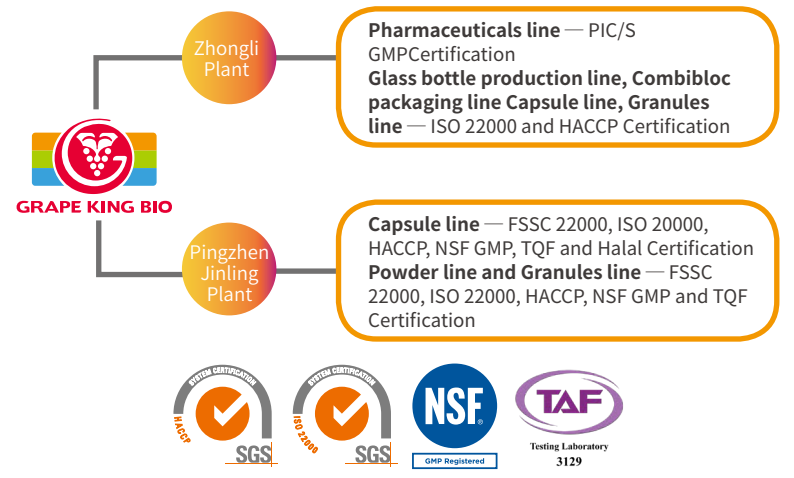 Zhongli
Plant
Pharmaceuticals line — PIC/S
GMPCertification
Glass bottle production line, Combibloc
packaging line Capsule line, Granules
line — ISO 22000 and HACCP Certification
G
GRAPE KING BIO
Pingzhen
Jinling
Plant
Capsule line — FSSC 22000, ISO 20000,
HACCP, NSF GMP, TQF and Halal Certification
Powder line and Granules line — FSSC
22000, ISO 22000, HACCP, NSF GMP and TQF
Certification
SYSTEM CERTIFICATION
HACCP
SGS
SYSTEM CERTIFICATION
ISO 22000
SGS
NSF®
GMP Registered
TAF
Testing Laboratory
3129